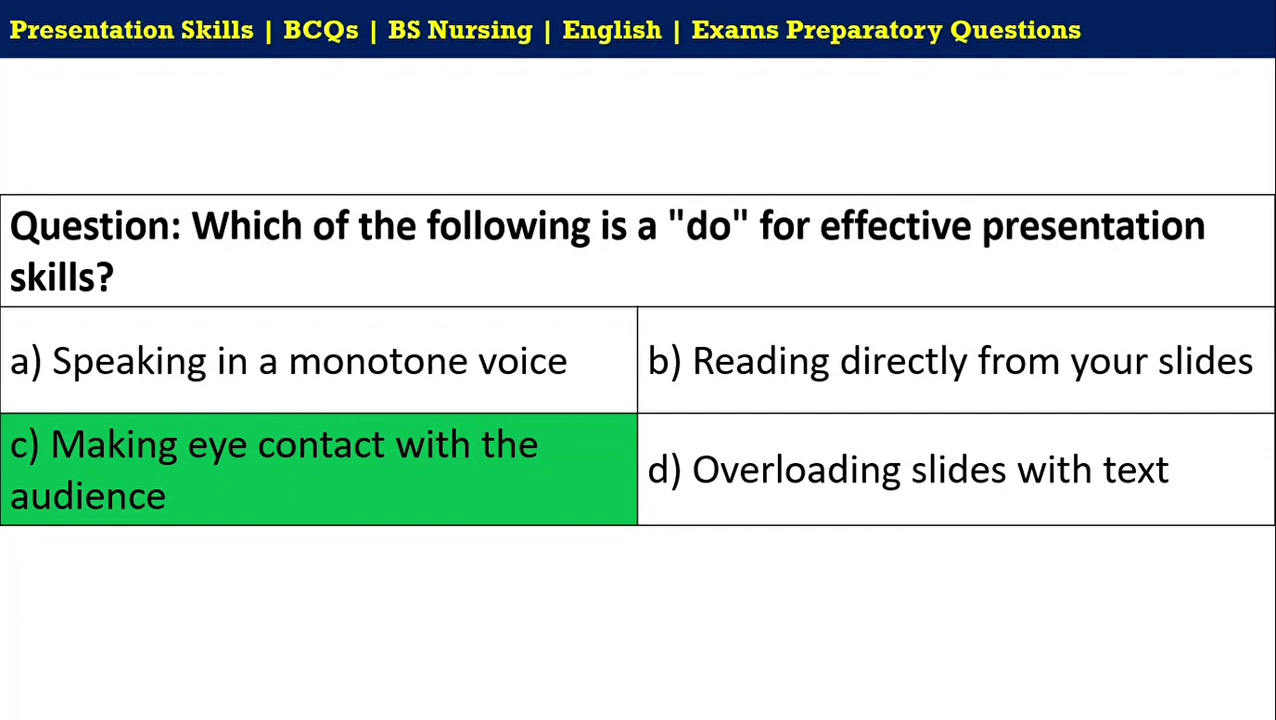 Presentation Skills | BCQs | BS Nursing | English | Exams Preparatory Questions
Question: Which of the following is a "do" for effective presentation
skills?
a) Speaking in a monotone voice
b) Reading directly from your slides
c) Making eye contact with the
audience
d) Overloading slides with text